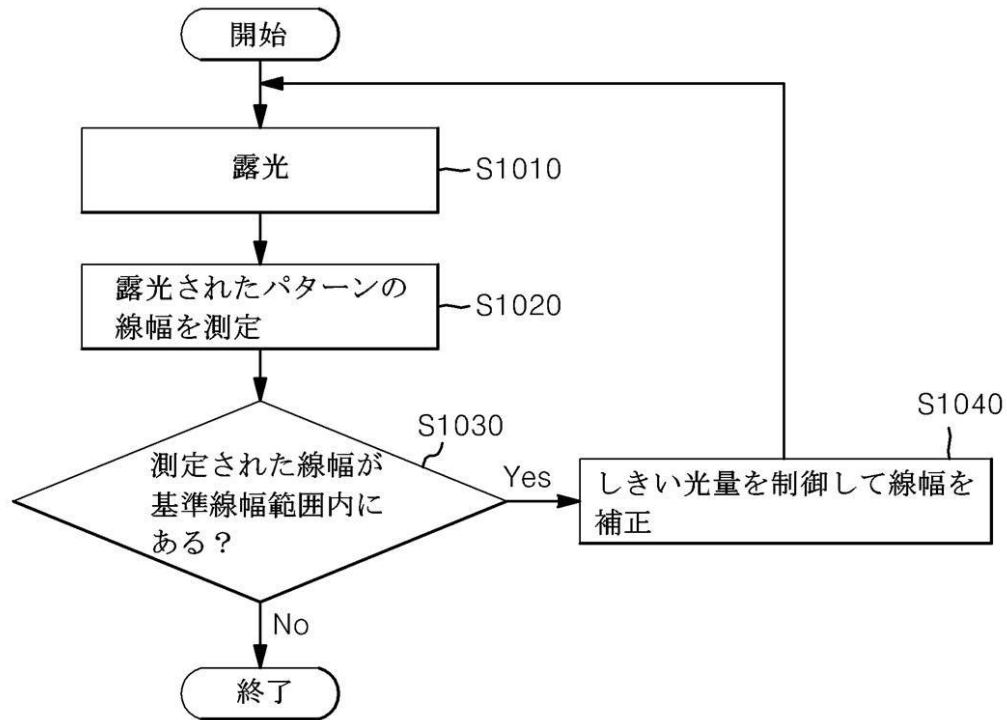 開始
露光
S1010
露光されたパターンの
線幅を測定
S1020
測定された線幅が
基準線幅範囲内に
ある？
S1030
Yes
しきい光量を制御して線幅を
補正
S1040
No
終了